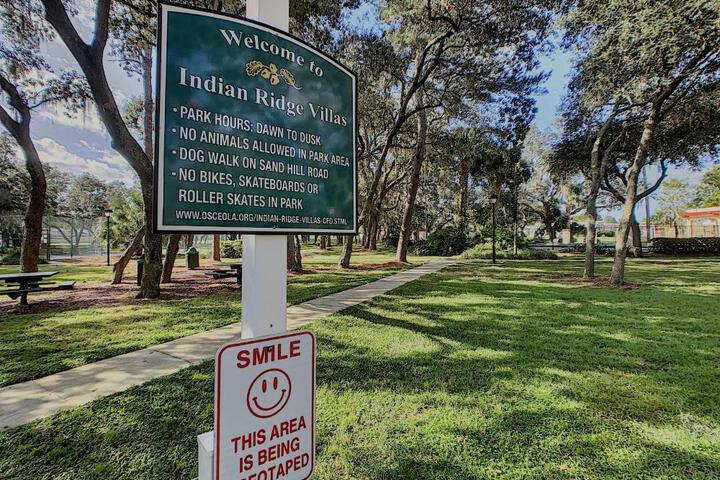 Welcome to
Indian Ridge Villas
• PARK HOURS: DAWN TO DUSK
• NO ANIMALS ALLOWED IN PARK AREA
• DOG WALK ON SAND HILL ROAD
• NO BIKES, SKATEBOARDS OR
ROLLER SKATES IN PARK
WWW.OSCEOLA.ORG/INDIAN-RIDGE-VILLAS-CFD.STML
SMILE
THIS AREA
IS BEING